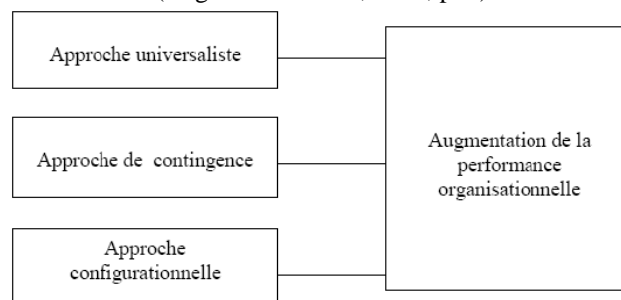 Approche universaliste
Approche de contingence
Approche
configurationnelle
Augmentation de la
performance
organisationnelle